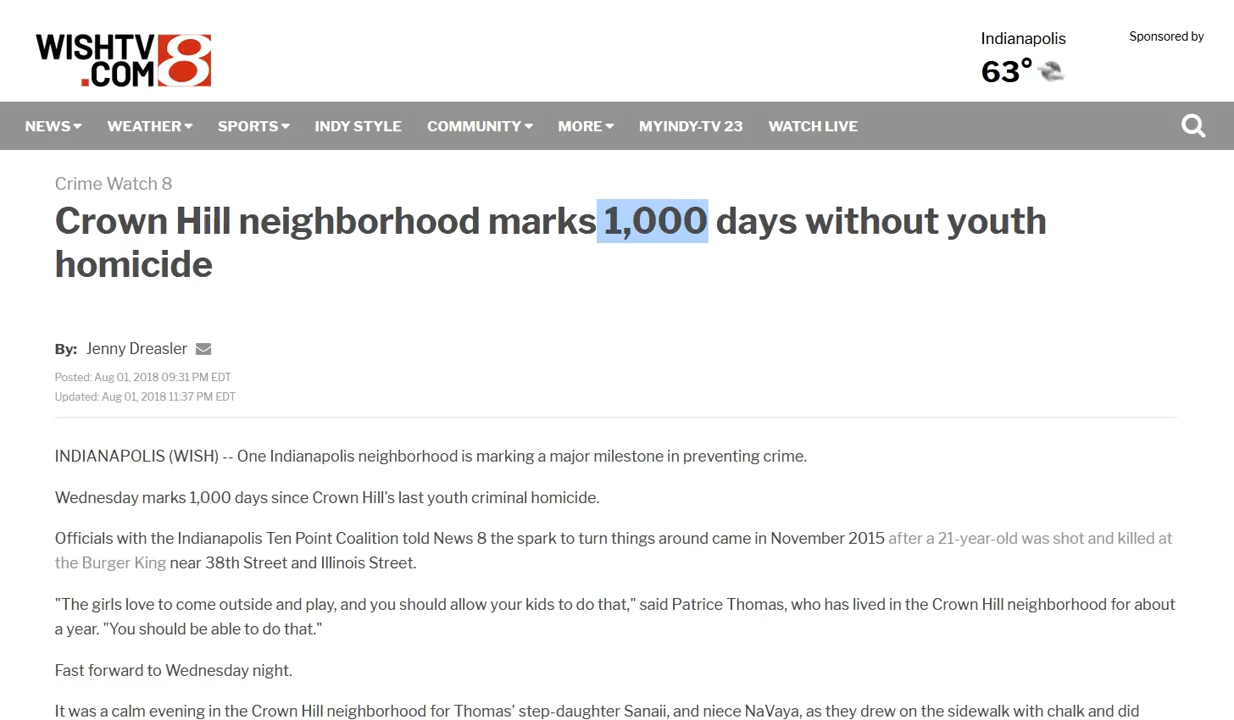 WISHTV 8
.COM
Indianapolis
63°
Sponsored by
NEWS WEATHER SPORTS INDY STYLE COMMUNITY MORE MYINDY-TV 23 WATCH LIVE
Crime Watch 8
Crown Hill neighborhood marks 1,000 days without youth
homicide
By: Jenny Dreasler
Posted: Aug 01, 2018 09:31 PM EDT
Updated: Aug 01, 2018 11:37 PM EDT
INDIANAPOLIS (WISH) -- One Indianapolis neighborhood is marking a major milestone in preventing crime.
Wednesday marks 1,000 days since Crown Hill's last youth criminal homicide.
Officials with the Indianapolis Ten Point Coalition told News 8 the spark to turn things around came in November 2015 after a 21-year-old was shot and killed at
the Burger King near 38th Street and Illinois Street.
"The girls love to come outside and play, and you should allow your kids to do that," said Patrice Thomas, who has lived in the Crown Hill neighborhood for about
a year. "You should be able to do that."
Fast forward to Wednesday night.
It was a calm evening in the Crown Hill neighborhood for Thomas' step-daughter Sanaii, and niece NaVaya, as they drew on the sidewalk with chalk and did